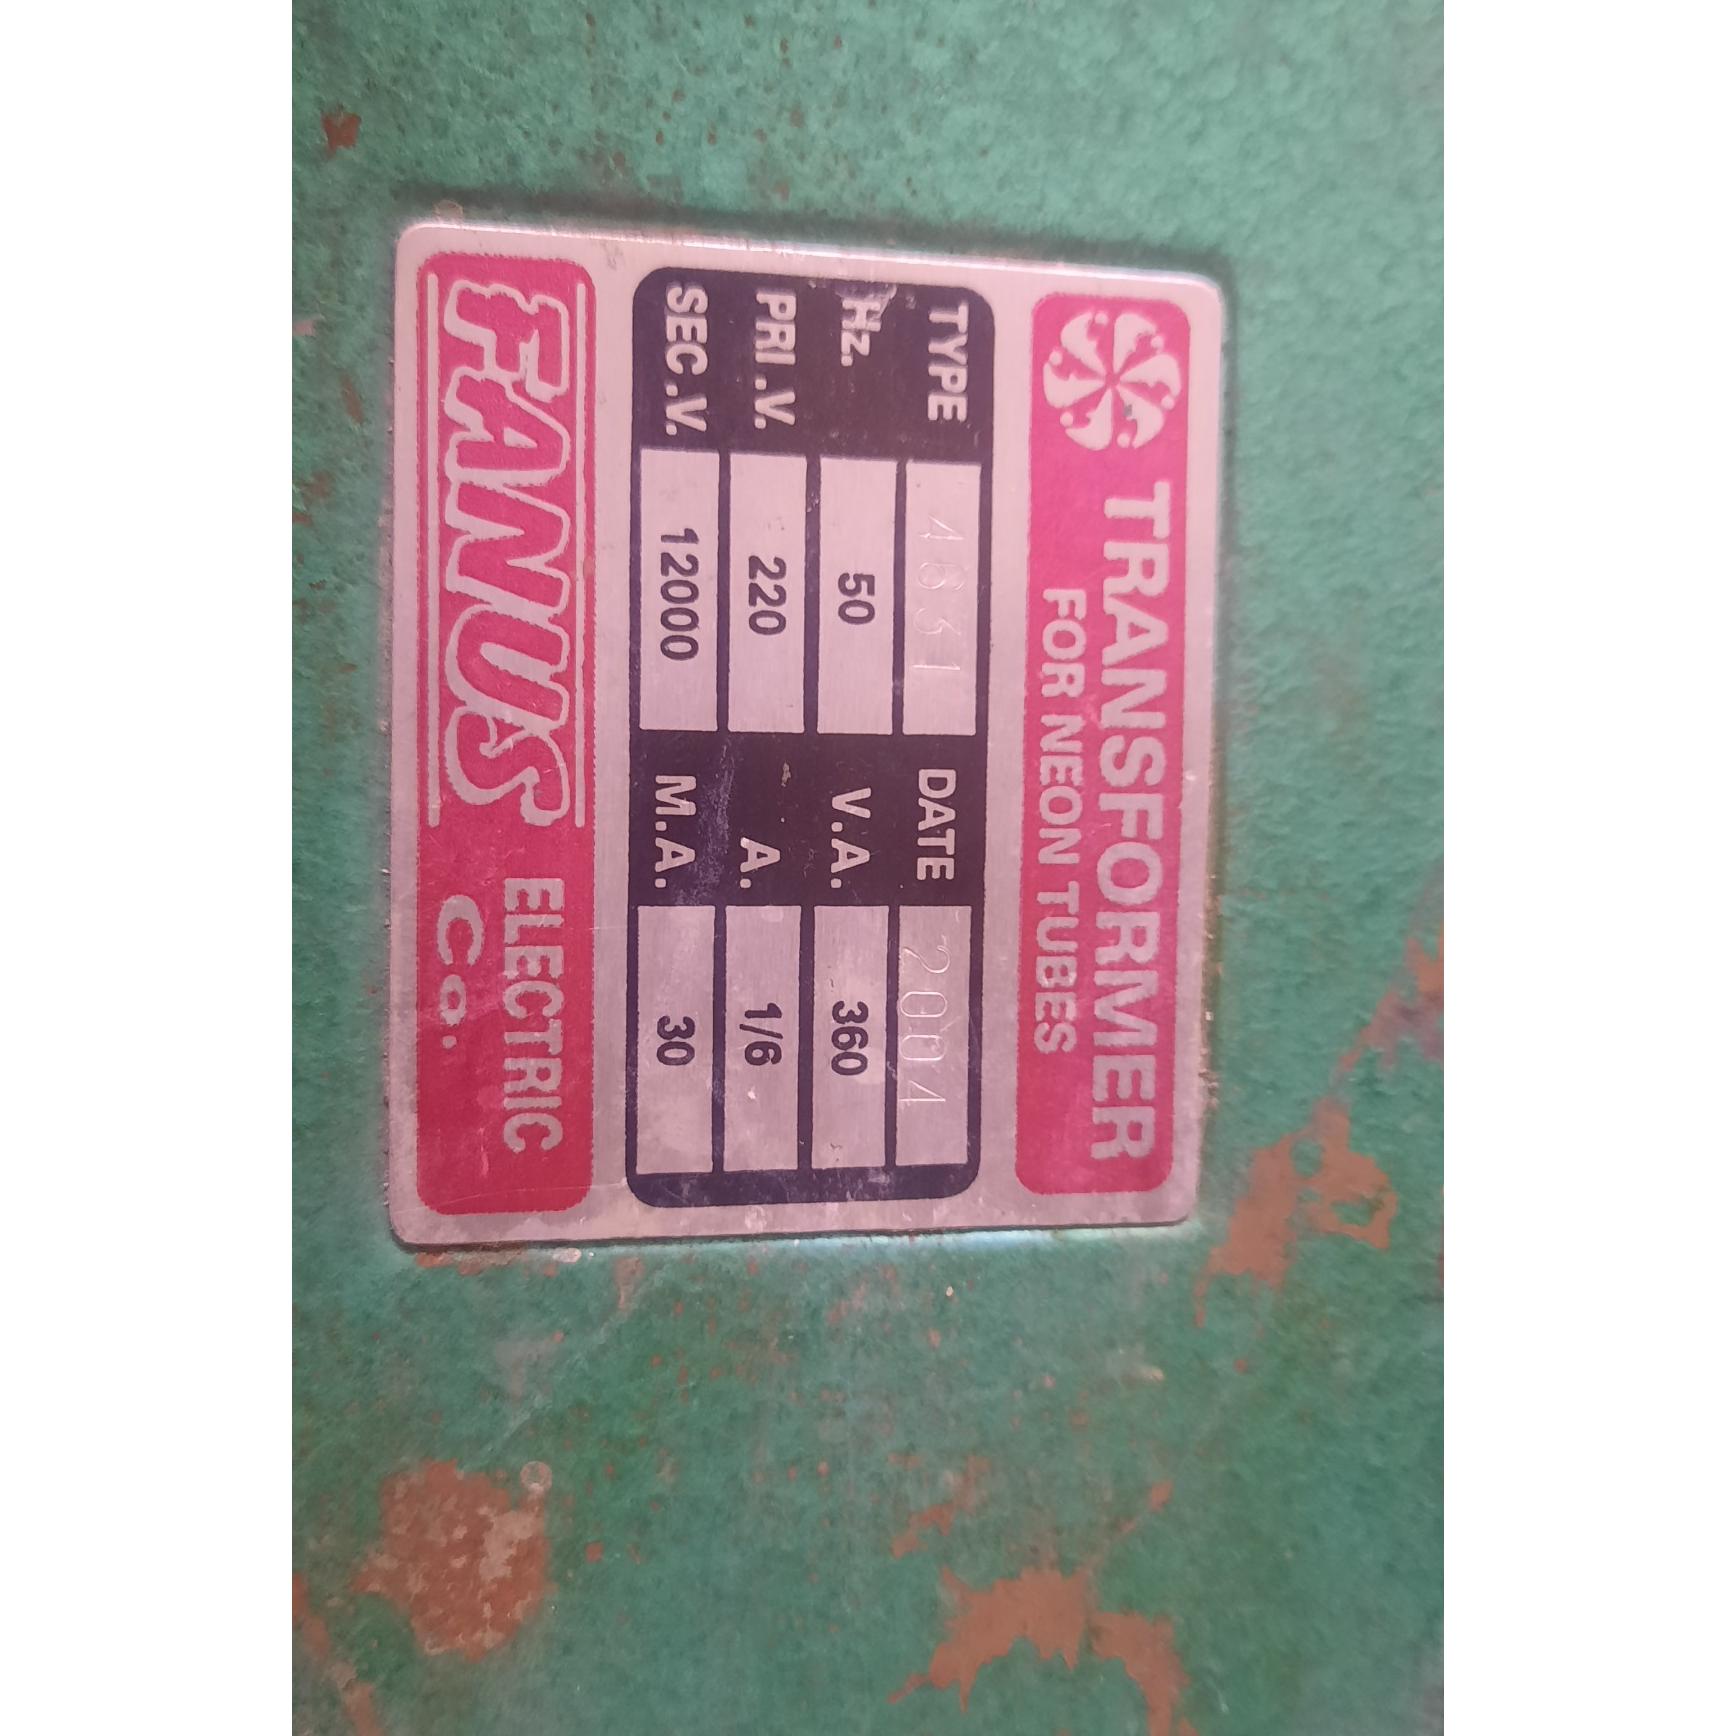 TRANSFORMER
FOR NEON TUBES
TYPE 4631 DATE 2004
Hz. 50 V.A. 360
PRI.V. 220 A. 1/6
SEC.V. 12000 M.A. 30
FANUS ELECTRIC
Co.